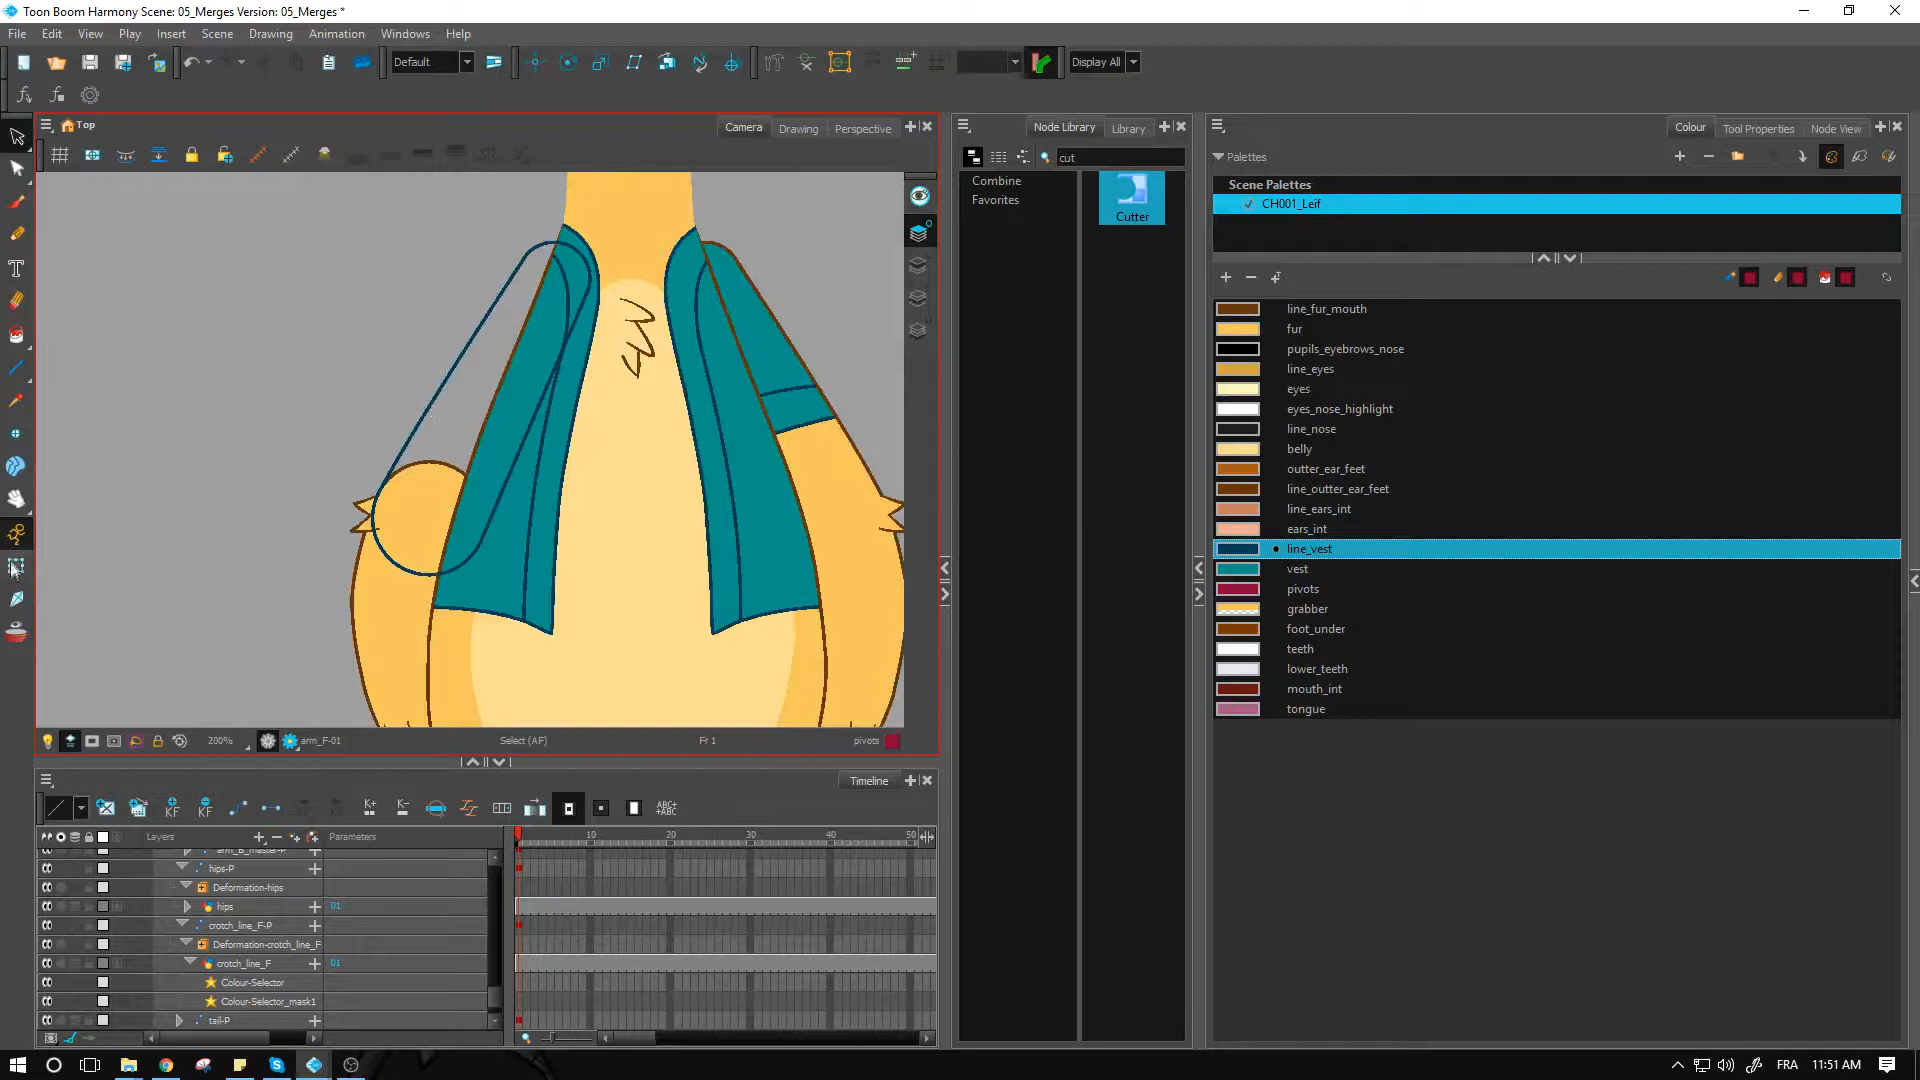 Toon Boom Harmony Scene: 05_Merges Version: 05_Merges *
File Edit View Play Insert Scene Drawing Animation Windows Help
Default
Display All
Top
Camera Drawing Perspective
Node Library Library
Colour Tool Properties Node View
cut
Palettes
Combine
Favorites
Cutter
Scene Palettes
CH001_Leif
line_fur_mouth
fur
pupils_eyebrows_nose
line_eyes
eyes
eyes_nose_highlight
line_nose
belly
outter_ear_feet
line_outter_ear_feet
line_ears_int
ears_int
line_vest
vest
pivots
grabber
foot_under
teeth
lower_teeth
mouth_int
tongue
200% arm_F-01 Select (AF) Fr 1 pivots
Timeline
KF KF K+ K- ABC+ +ABC
Layers Parameters
10 20 30 40 50
arm_B_master-P
hips-P
Deformation-hips
hips 01
crotch_line_F-P
Deformation-crotch_line_F
crotch_line_F 01
Colour-Selector
Colour-Selector_mask1
tail-P
FRA 11:51 AM